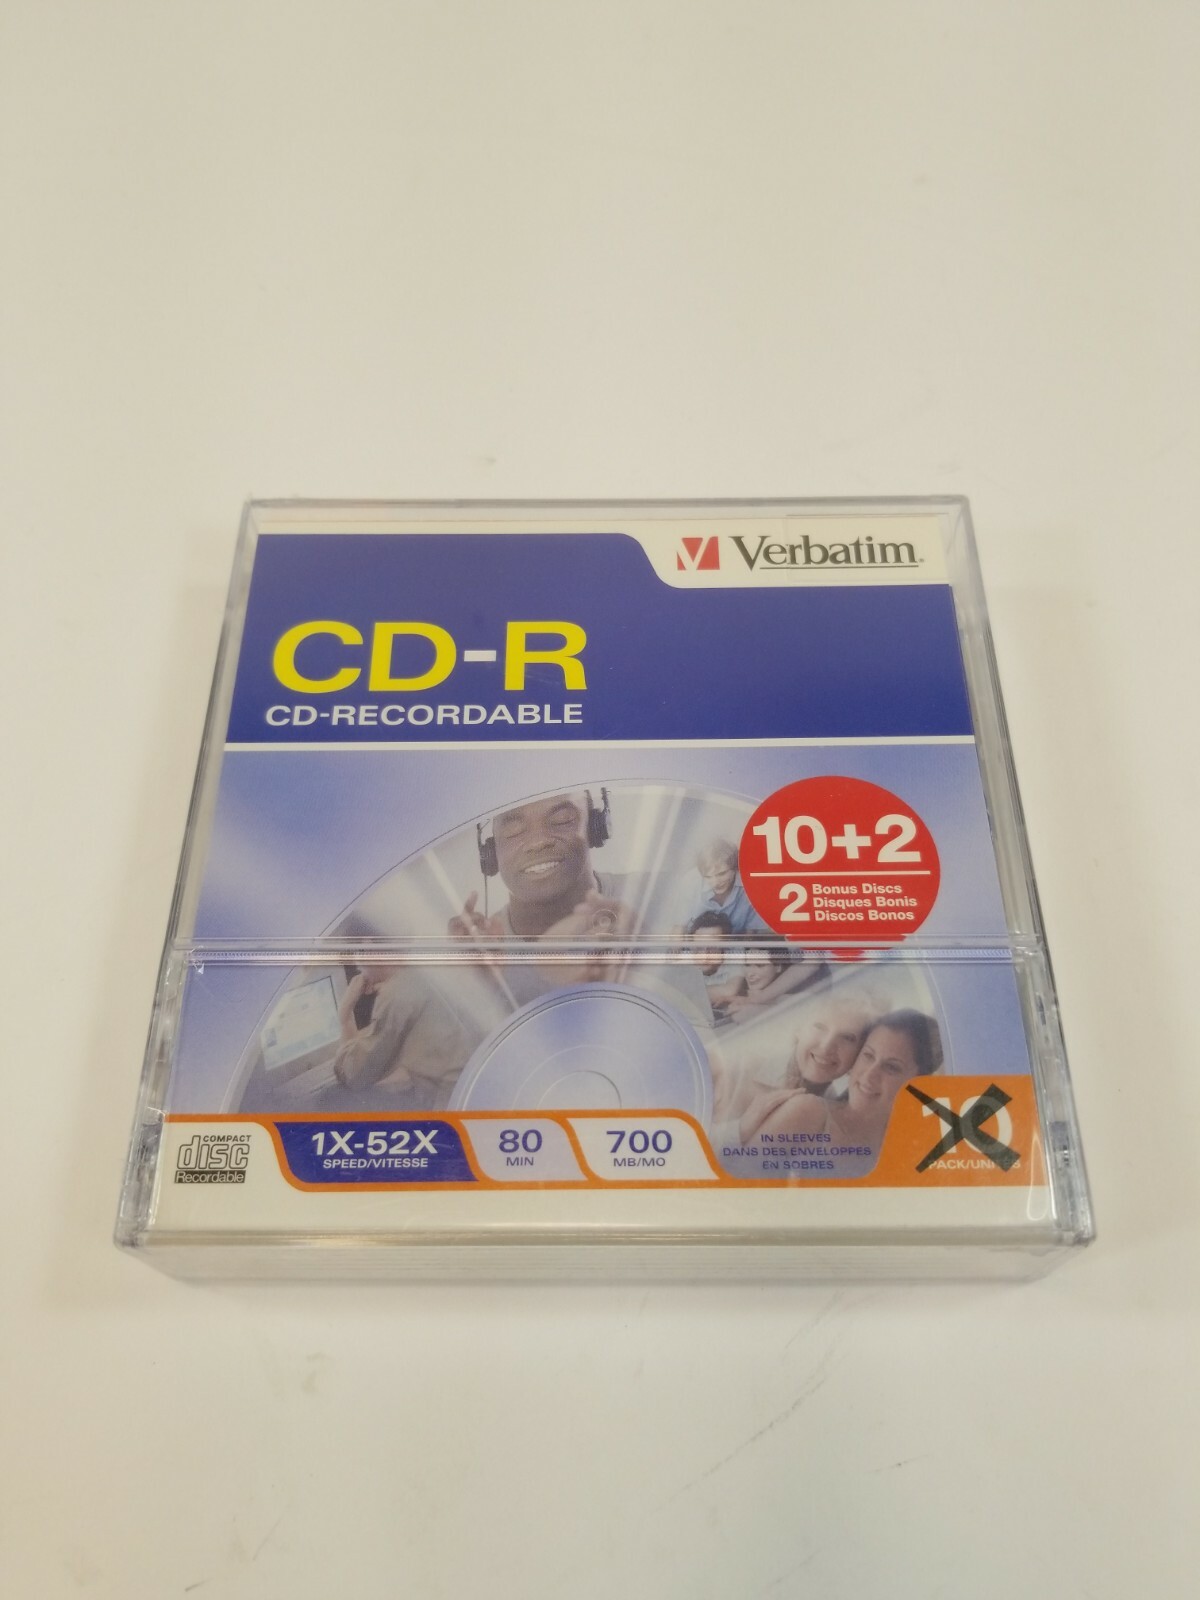 Verbatim.
CD-R
CD-RECORDABLE
10+2
2 Bonus Discs
Disques Bonis
Discos Bonos
COMPACT
disc
Recordable
1X-52X
SPEED/VITESSE
80
MIN
700
MB/MO
IN SLEEVES
DANS DES ENVELOPPES
EN SOBRES
10